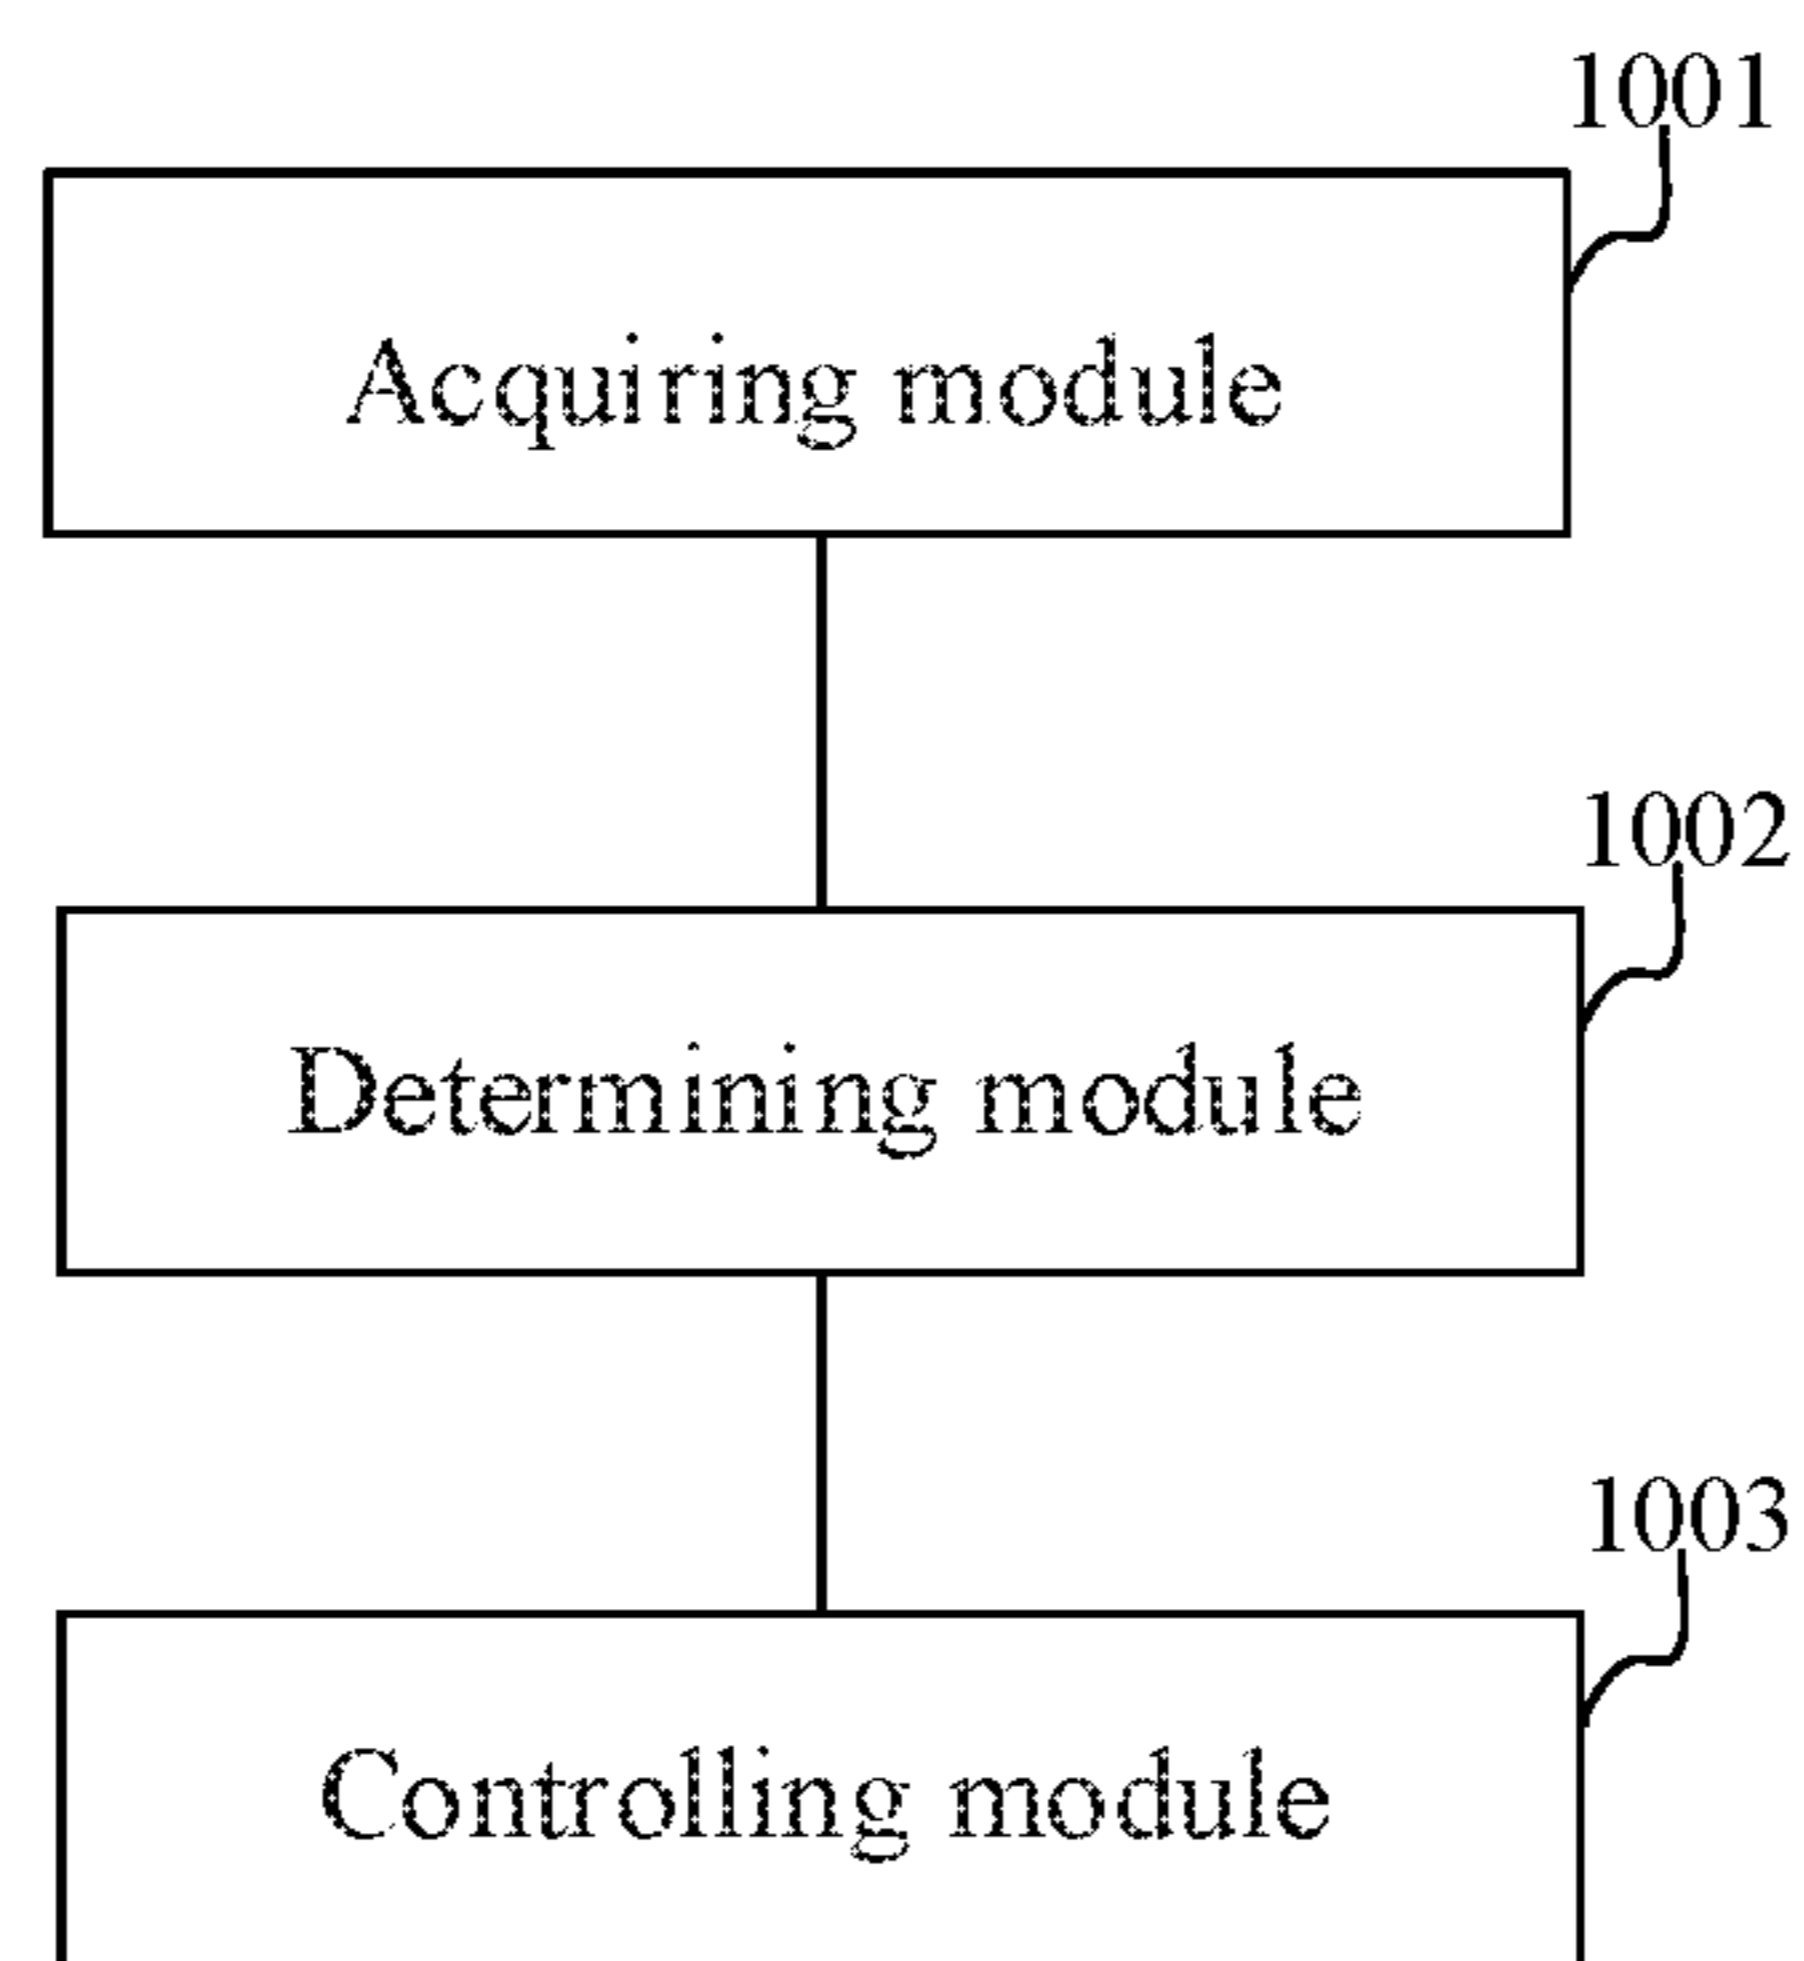 1001
Acquiring module
1002
Determining module
1003
Controlling module